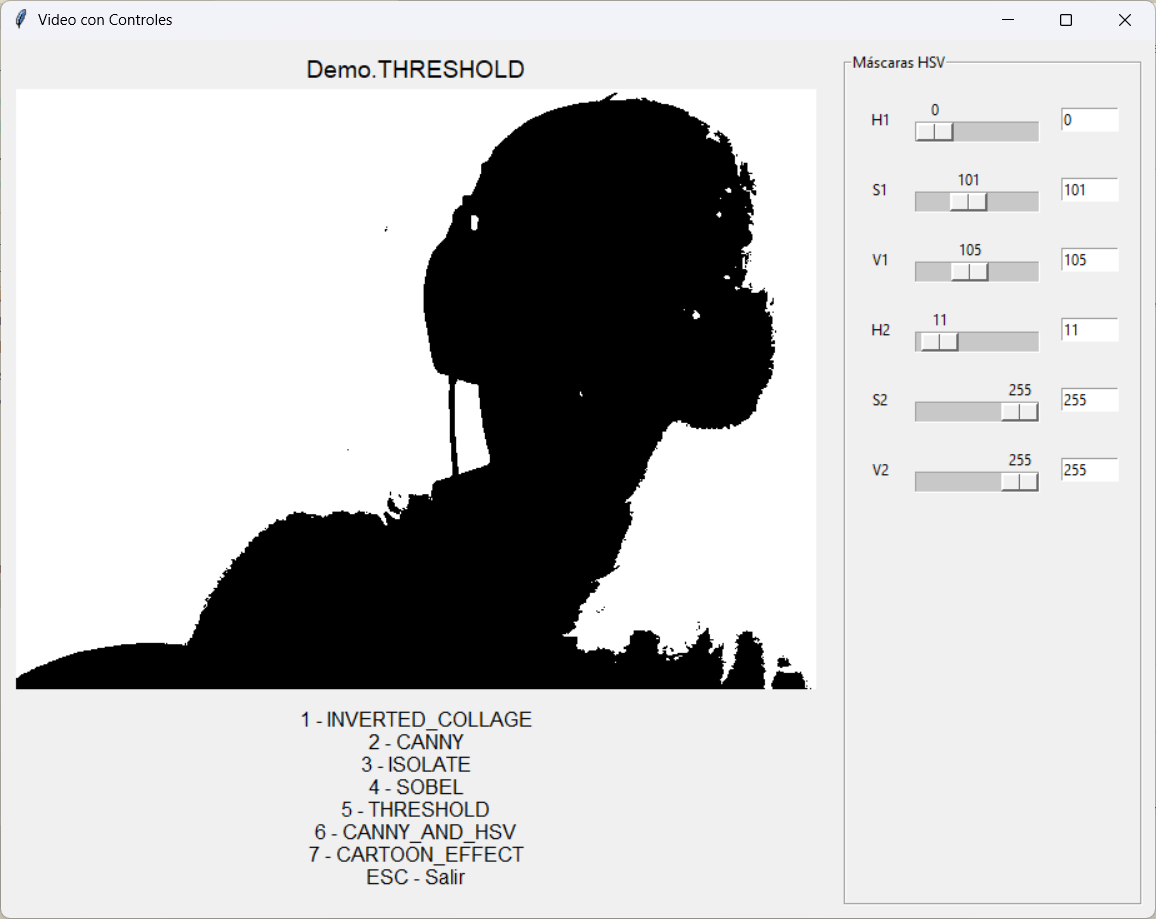 Video con Controles
Demo.THRESHOLD
1 - INVERTED_COLLAGE
2 - CANNY
3 - ISOLATE
4 - SOBEL
5 - THRESHOLD
6 - CANNY_AND_HSV
7 - CARTOON_EFFECT
ESC - Salir
Máscaras HSV
0
H1 0
101
S1 101
105
V1 105
11
H2 11
255
S2 255
255
V2 255